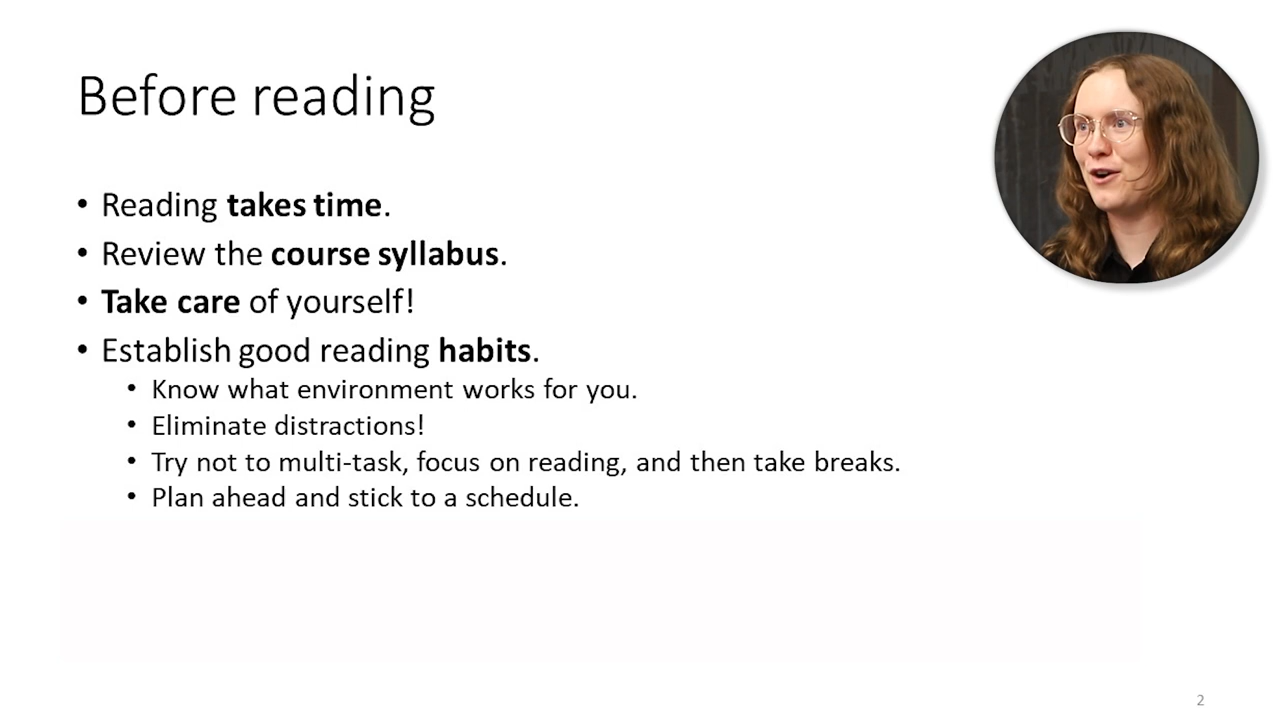 Before reading
• Reading takes time.
• Review the course syllabus.
• Take care of yourself!
• Establish good reading habits.
• Know what environment works for you.
• Eliminate distractions!
• Try not to multi-task, focus on reading, and then take breaks.
• Plan ahead and stick to a schedule.
2